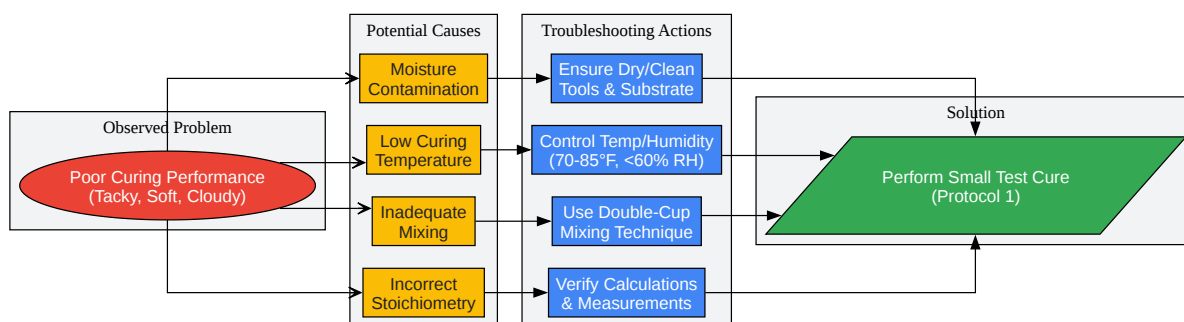 Observed Problem
Poor Curing Performance
(Tacky, Soft, Cloudy)
Potential Causes
Moisture
Contamination
Low Curing
Temperature
Inadequate
Mixing
Incorrect
Stoichiometry
Troubleshooting Actions
Ensure Dry/Clean
Tools & Substrate
Control Temp/Humidity
(70-85°F, <60% RH)
Use Double-Cup
Mixing Technique
Verify Calculations
& Measurements
Solution
Perform Small Test Cure
(Protocol 1)